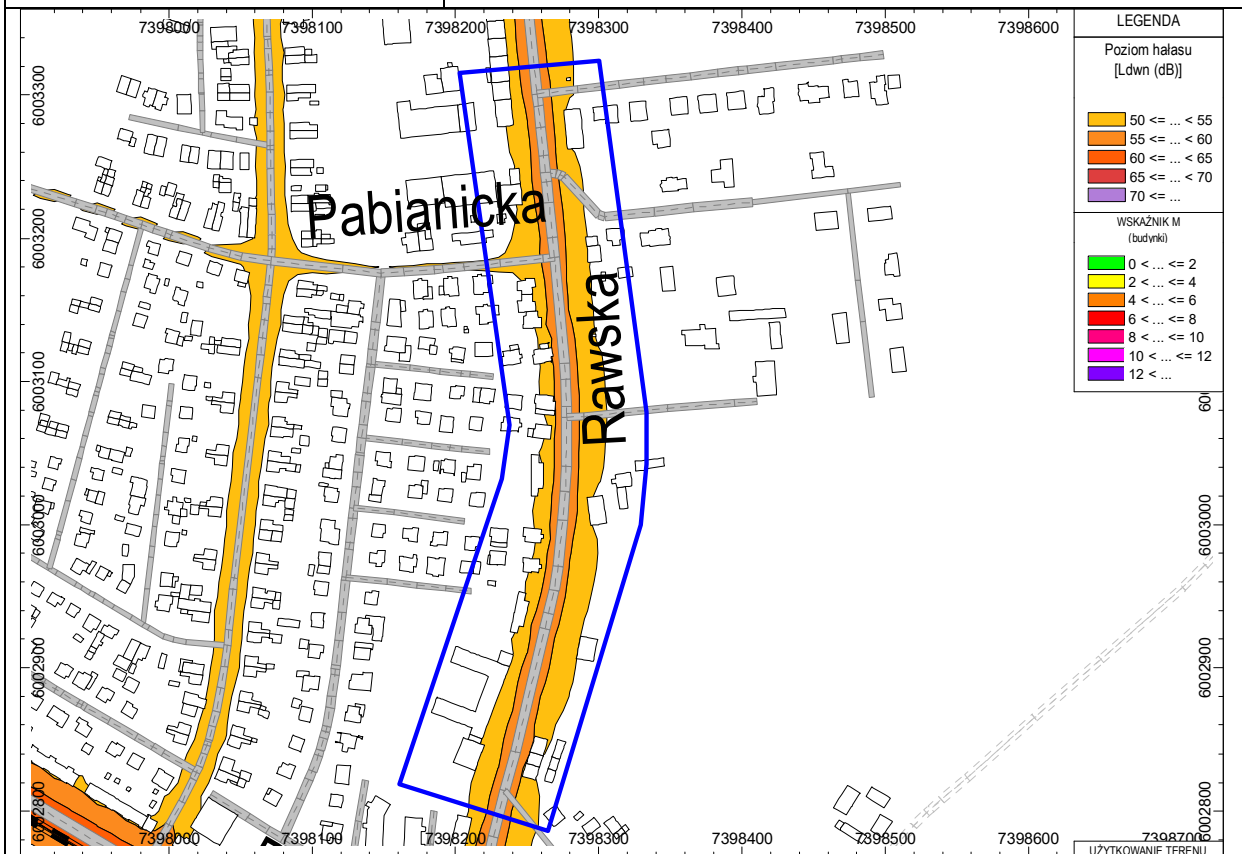 7398000 7398100 7398200 7398300 7398400 7398500 7398600
LEGENDA
Poziom hałasu
[Ldwn (dB)]
50 <= ... < 55
55 <= ... < 60
60 <= ... < 65
65 <= ... < 70
70 <= ...
WSKAŹNIK M
(budynki)
0 < ... <= 2
2 < ... <= 4
4 < ... <= 6
6 < ... <= 8
8 < ... <= 10
10 < ... <= 12
12 < ...
6003300
6003200
6003100
6003000
6002900
6002800
Pabianicka
Rawska
60
6003000
6002900
6002800
7398000 7398100 7398200 7398300 7398400 7398500 7398600 7398700
UŻYTKOWANIE TERENU